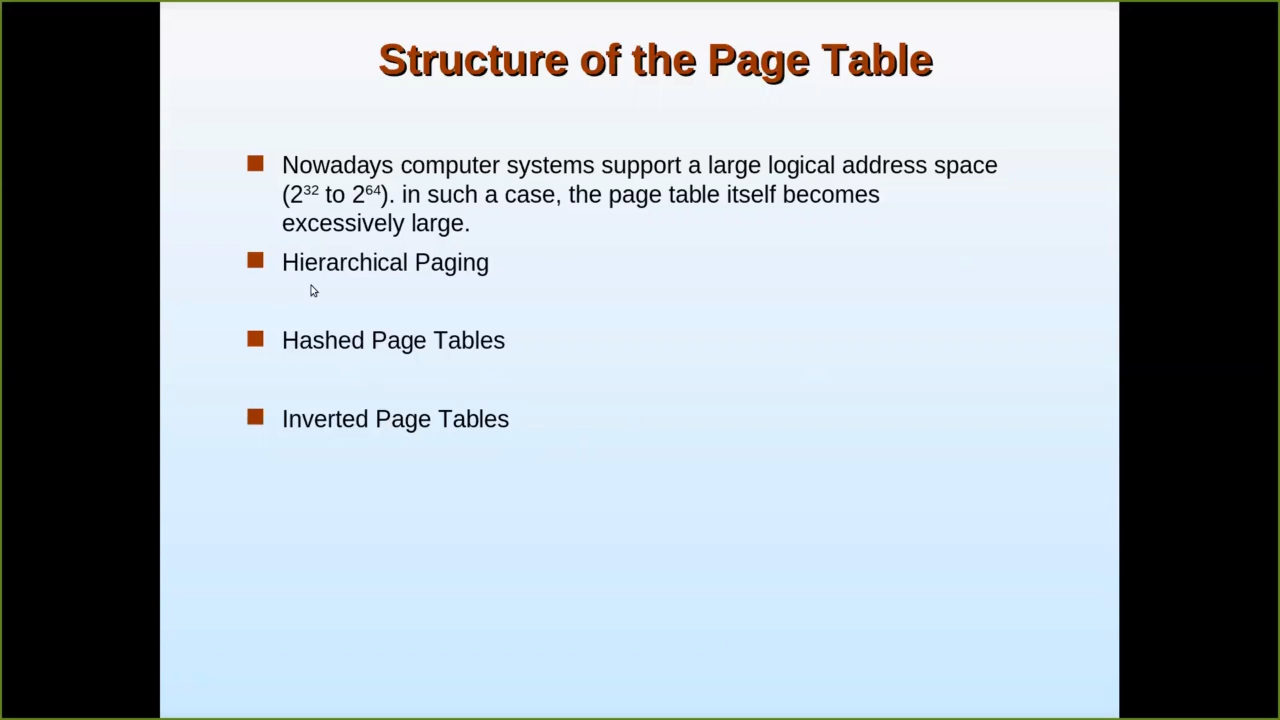 Structure of the Page Table
Nowadays computer systems support a large logical address space
(2³² to 2⁶⁴). in such a case, the page table itself becomes
excessively large.
Hierarchical Paging
Hashed Page Tables
Inverted Page Tables